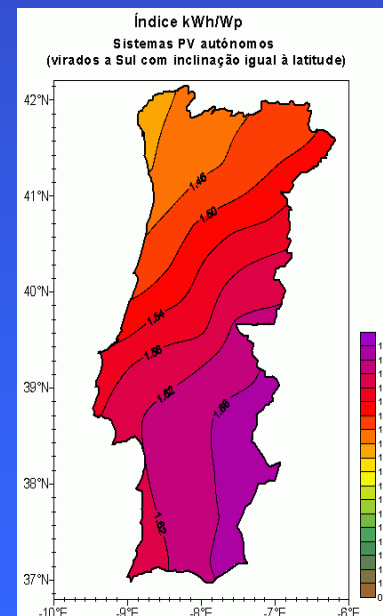 Índice kWh/Wp
Sistemas PV autónomos
(virados a Sul com inclinação igual à latitude)
42°N
41°N
40°N
39°N
38°N
37°N
1.46
1.50
1.54
1.58
1.62
1.66
1.62
-10°E
-9°E
-8°E
-7°E
-6°E